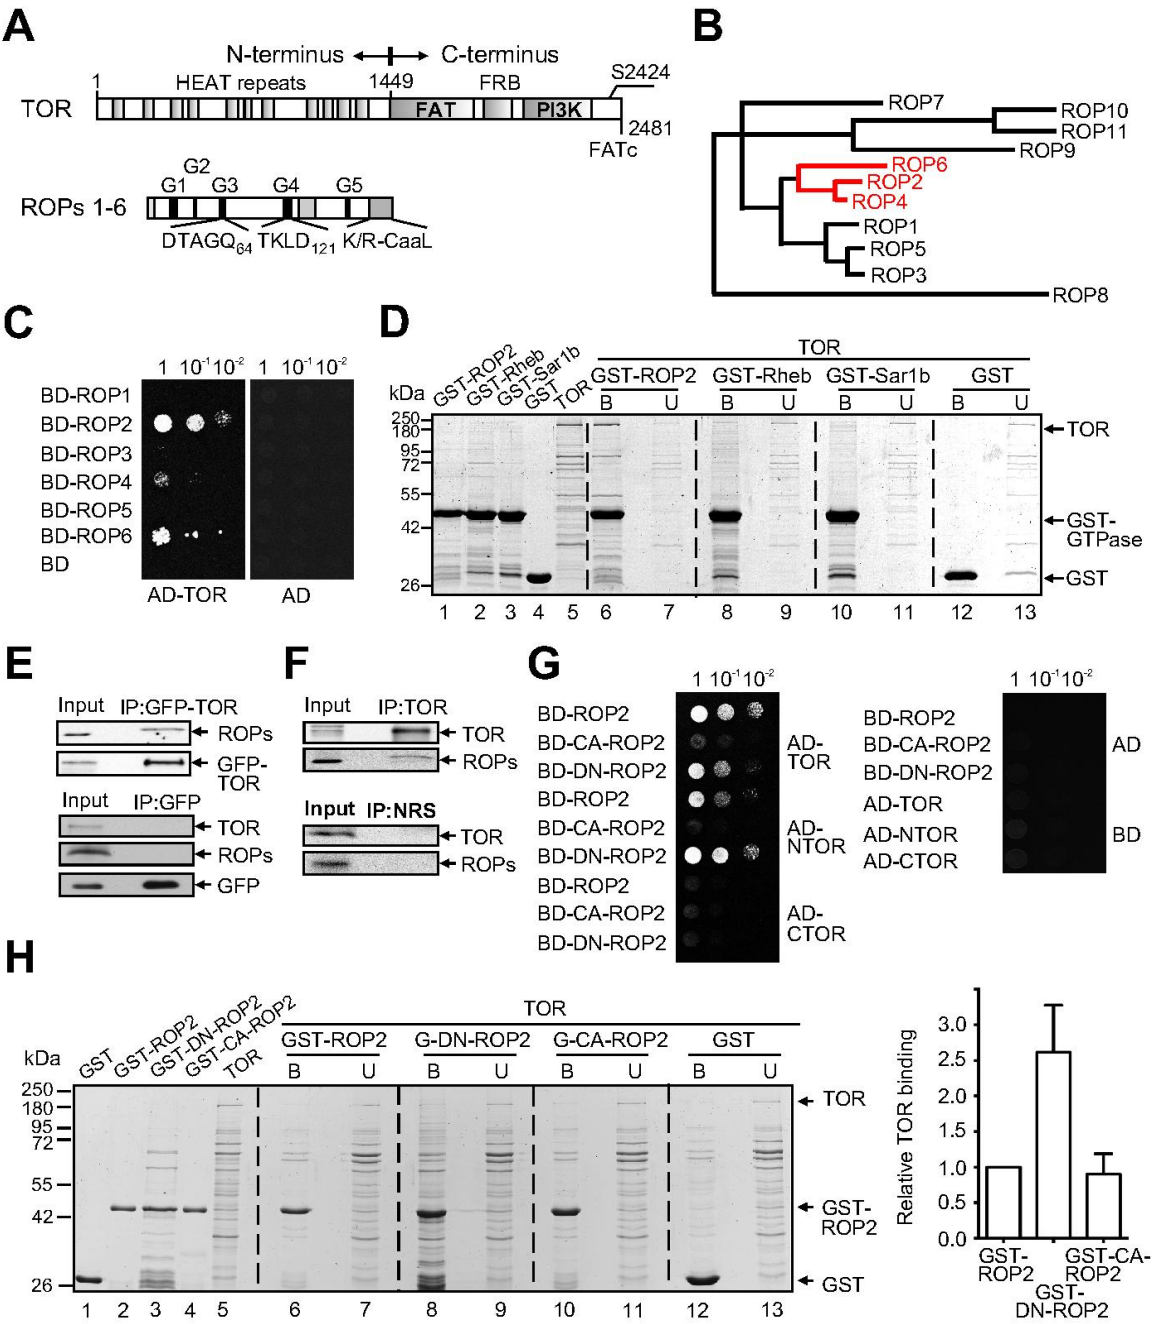 A
N-terminus C-terminus
1 HEAT repeats 1449 FRB S2424
TOR FAT PI3K
2481
FATc
G2
G1 G3 G4 G5
ROPs 1-6
DTAGQ64 TKLD121 K/R-CaaL
B
ROP7
ROP10
ROP11
ROP9
ROP6
ROP2
ROP4
ROP1
ROP5
ROP3
ROP8
C
1 10-1 10-2 1 10-1 10-2
BD-ROP1
BD-ROP2
BD-ROP3
BD-ROP4
BD-ROP5
BD-ROP6
BD
AD-TOR AD
D
GST-ROP2 GST-Rheb GST-Sar1b GST TOR
TOR
GST-ROP2 GST-Rheb GST-Sar1b GST
kDa B U B U B U B U
250
180
95
72
55
42
26
TOR
GST-
GTPase
GST
1 2 3 4 5 6 7 8 9 10 11 12 13
E
Input IP:GFP-TOR
ROPs
GFP-
TOR
Input IP:GFP
TOR
ROPs
GFP
F
Input IP:TOR
TOR
ROPs
Input IP:NRS
TOR
ROPs
G
1 10-1 10-2
BD-ROP2
BD-CA-ROP2
BD-DN-ROP2
BD-ROP2
BD-CA-ROP2
BD-DN-ROP2
BD-ROP2
BD-CA-ROP2
BD-DN-ROP2
AD-
TOR
AD-
NTOR
AD-
CTOR
1 10-1 10-2
BD-ROP2
BD-CA-ROP2
BD-DN-ROP2
AD-TOR
AD-NTOR
AD-CTOR
AD
BD
H
GST GST-ROP2 GST-DN-ROP2 GST-CA-ROP2 TOR
TOR
GST-ROP2 G-DN-ROP2 G-CA-ROP2 GST
kDa B U B U B U B U
250
180
95
72
55
42
26
TOR
GST-
ROP2
GST
1 2 3 4 5 6 7 8 9 10 11 12 13
Relative TOR binding
3.0
2.5
2.0
1.5
1.0
0.5
0.0
GST-
ROP2
GST-
DN-ROP2
GST-CA-
ROP2